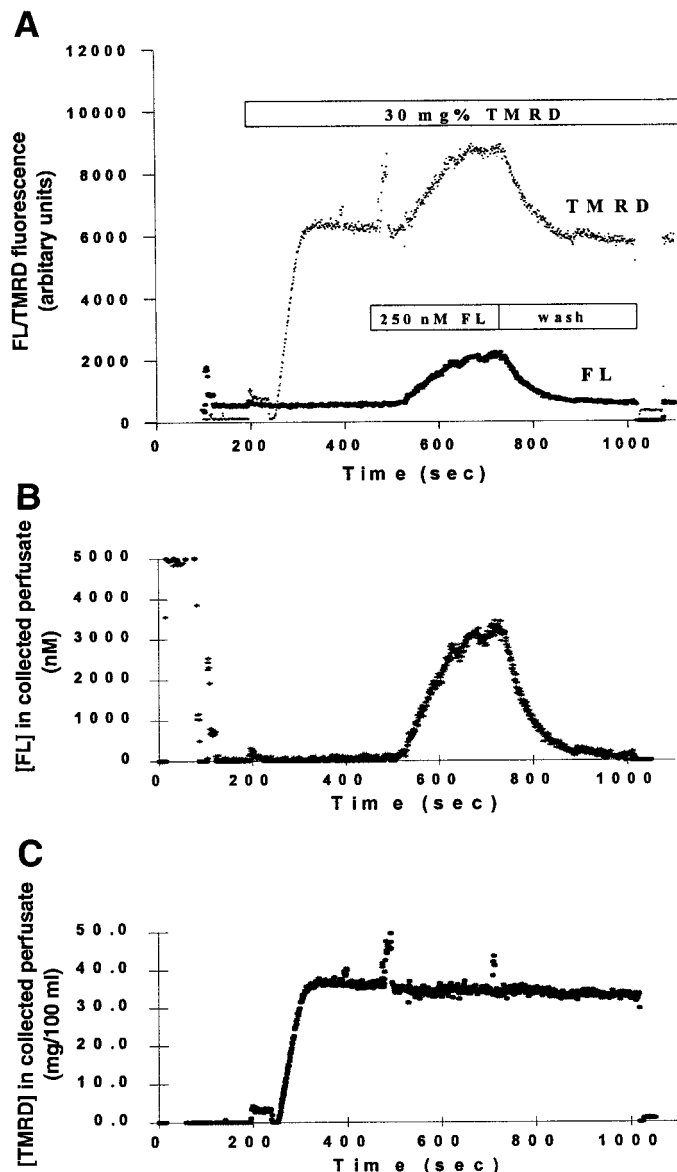 A
FL/TMRD fluorescence
(arbitary units)
12000
10000
8000
6000
4000
2000
0
30 mg% TMRD
TMRD
250 nM FL
wash
FL
0 200 400 600 800 1000
Time (sec)
B
[FL] in collected perfusate
(nM)
5000
4000
3000
2000
1000
0
0 200 400 600 800 1000
Time (sec)
C
[TMRD] in collected perfusate
(mg/100 ml)
50.0
40.0
30.0
20.0
10.0
0.0
0 200 400 600 800 1000
Time (sec)